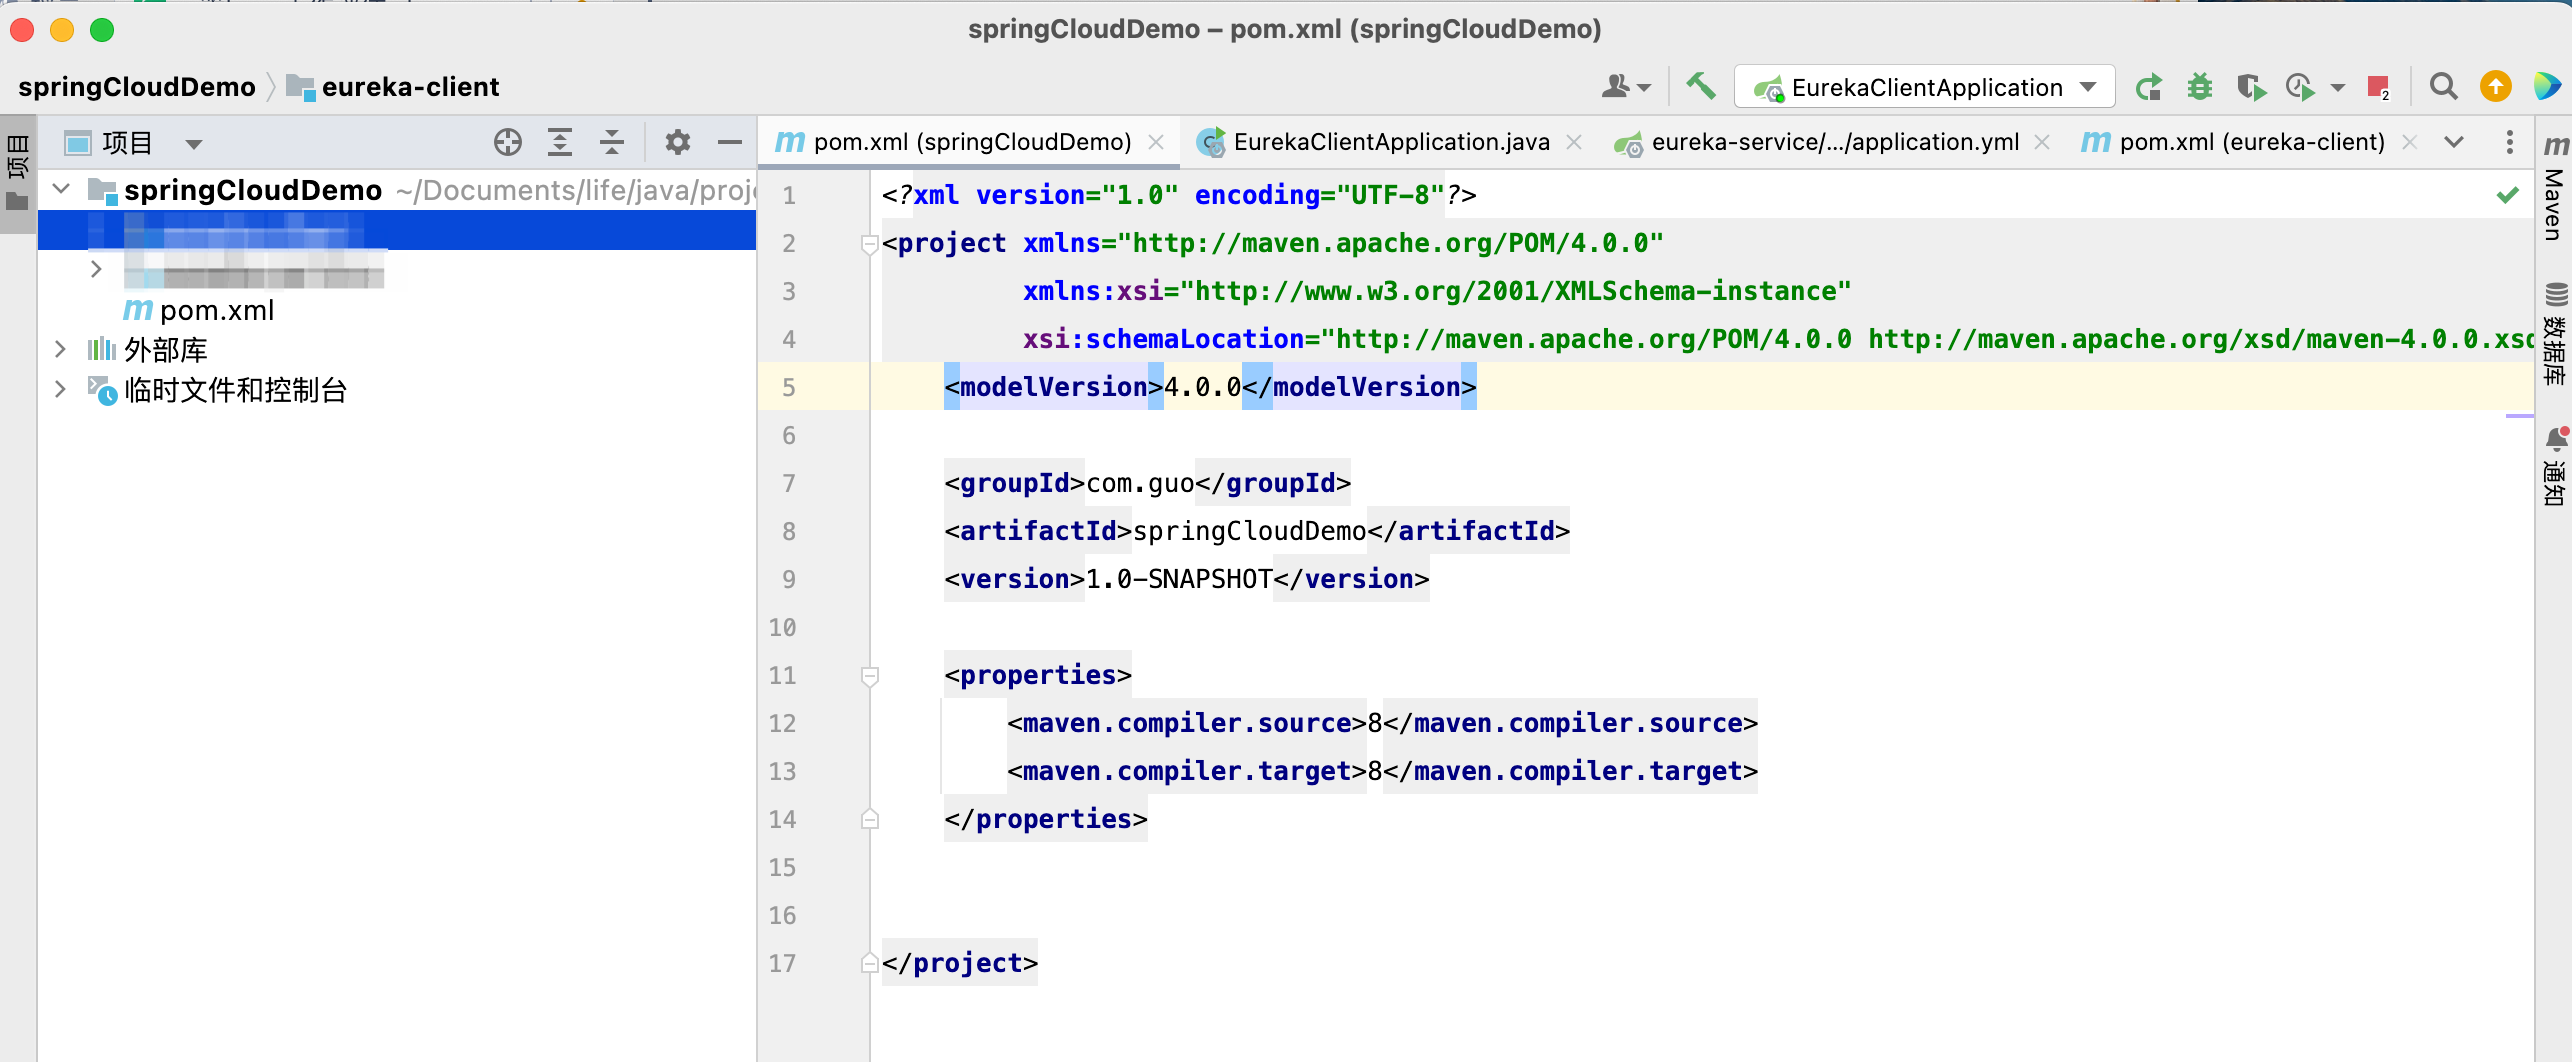 springCloudDemo – pom.xml (springCloudDemo)
springCloudDemo eureka-client
EurekaClientApplication
2
项目
项目
pom.xml (springCloudDemo)
EurekaClientApplication.java
eureka-service/.../application.yml
pom.xml (eureka-client)
springCloudDemo ~/Documents/life/java/proj
pom.xml
外部库
临时文件和控制台
1 <?xml version="1.0" encoding="UTF-8"?>
2 <project xmlns="http://maven.apache.org/POM/4.0.0"
3 xmlns:xsi="http://www.w3.org/2001/XMLSchema-instance"
4 xsi:schemaLocation="http://maven.apache.org/POM/4.0.0 http://maven.apache.org/xsd/maven-4.0.0.xsd
5 <modelVersion>4.0.0</modelVersion>
6
7 <groupId>com.guo</groupId>
8 <artifactId>springCloudDemo</artifactId>
9 <version>1.0-SNAPSHOT</version>
10
11 <properties>
12 <maven.compiler.source>8</maven.compiler.source>
13 <maven.compiler.target>8</maven.compiler.target>
14 </properties>
15
16
17 </project>
Maven
数据库
通知